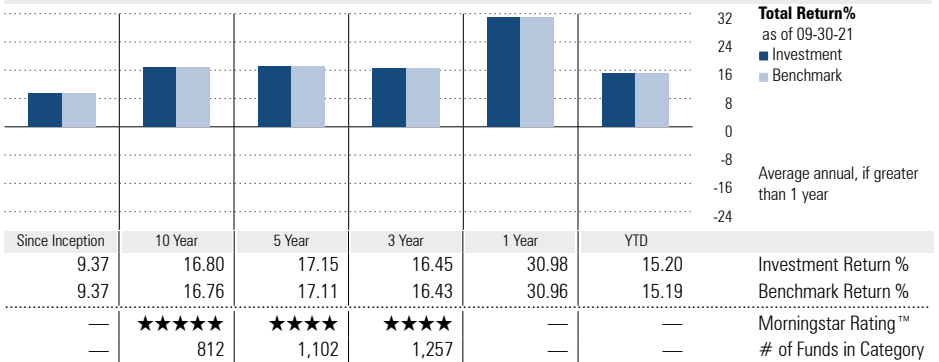 32
24
16
8
0
-8
-16
-24
Total Return%
as of 09-30-21
■ Investment
■ Benchmark
Average annual, if greater
than 1 year
Since Inception 10 Year 5 Year 3 Year 1 Year YTD
9.37 16.80 17.15 16.45 30.98 15.20 Investment Return %
9.37 16.76 17.11 16.43 30.96 15.19 Benchmark Return %
— ★★★★★ ★★★★ ★★★★ — — Morningstar Rating™
— 812 1,102 1,257 — — # of Funds in Category